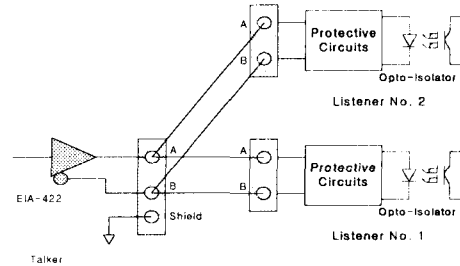 A
B
Protective
Circuits
Opto-Isolator
Listener No. 2
A
B
Shield
EIA-422
Talker
A
B
Protective
Circuits
Opto-Isolator
Listener No. 1